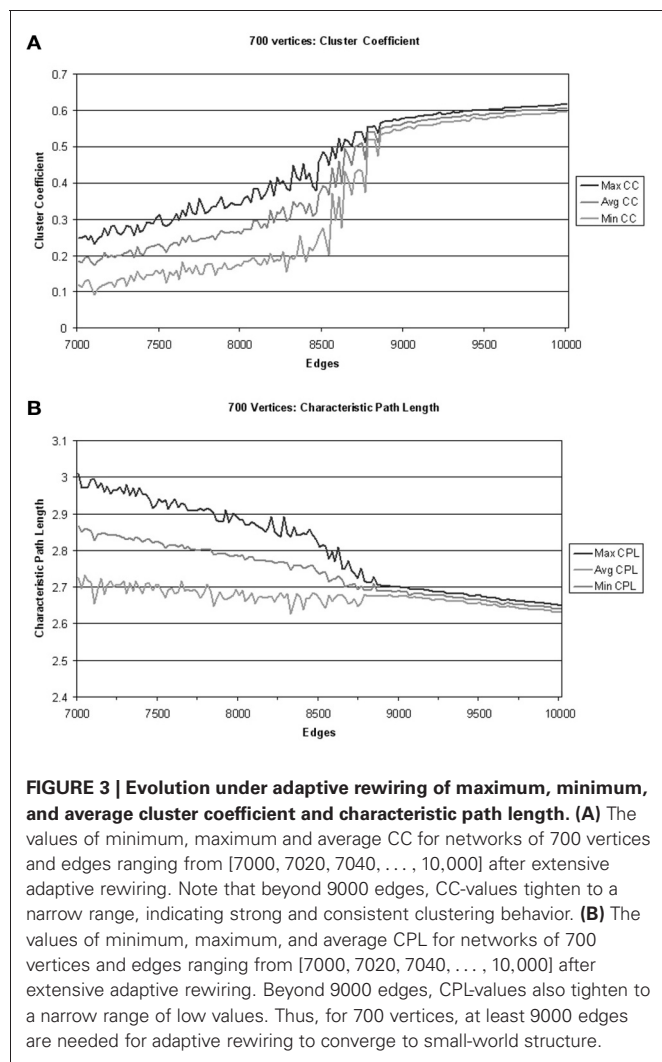 A
700 vertices: Cluster Coefficient
0.7
0.6
0.5
0.4
0.3
0.2
0.1
0
Cluster Coefficient
7000 7500 8000 8500 9000 9500 10000
Edges
Max CC
Avg CC
Min CC
B
700 Vertices: Characteristic Path Length
3.1
3
2.9
2.8
2.7
2.6
2.5
2.4
Characteristic Path Length
7000 7500 8000 8500 9000 9500 10000
Edges
Max CPL
Avg CPL
Min CPL
FIGURE 3 | Evolution under adaptive rewiring of maximum, minimum,
and average cluster coefficient and characteristic path length. (A) The
values of minimum, maximum and average CC for networks of 700 vertices
and edges ranging from [7000, 7020, 7040, . . . , 10,000] after extensive
adaptive rewiring. Note that beyond 9000 edges, CC-values tighten to a
narrow range, indicating strong and consistent clustering behavior. (B) The
values of minimum, maximum, and average CPL for networks of 700
vertices and edges ranging from [7000, 7020, 7040, . . . , 10,000] after
extensive adaptive rewiring. Beyond 9000 edges, CPL-values also tighten to
a narrow range of low values. Thus, for 700 vertices, at least 9000 edges
are needed for adaptive rewiring to converge to small-world structure.